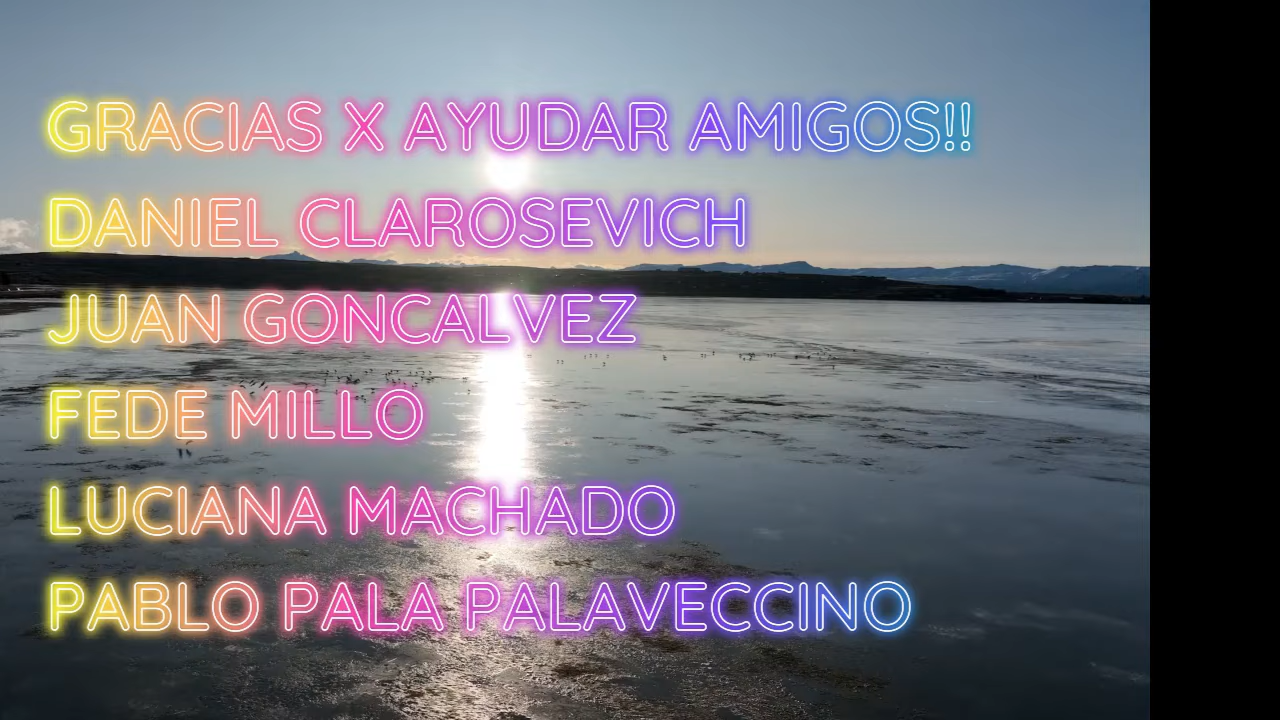 GRACIAS X AYUDAR AMIGOS!!
DANIEL CLAROSEVICH
JUAN GONCALVEZ
FEDE MILLO
LUCIANA MACHADO
PABLO PALA PALAVECCINO